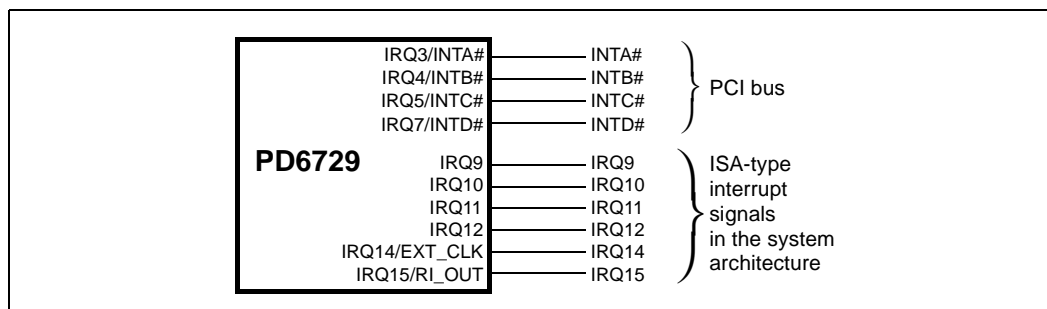 IRQ3/INTA# INTA#
IRQ4/INTB# INTB#
IRQ5/INTC# INTC#
IRQ7/INTD# INTD#
PCI bus
PD6729
IRQ9 IRQ9
IRQ10 IRQ10
IRQ11 IRQ11
IRQ12 IRQ12
IRQ14/EXT_CLK IRQ14
IRQ15/RI_OUT IRQ15
ISA-type
interrupt
signals
in the system
architecture